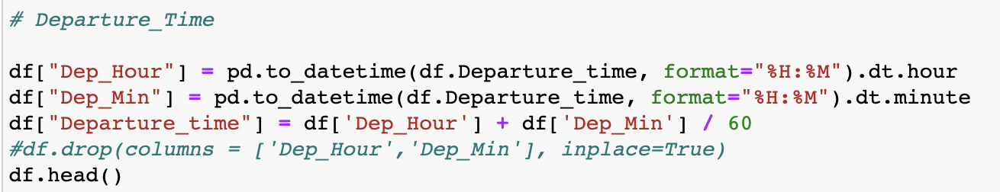 # Departure_Time
df["Dep_Hour"] = pd.to_datetime(df.Departure_time, format="%H:%M").dt.hour
df["Dep_Min"] = pd.to_datetime(df.Departure_time, format="%H:%M").dt.minute
df["Departure_time"] = df['Dep_Hour'] + df['Dep_Min'] / 60
#df.drop(columns = ['Dep_Hour','Dep_Min'], inplace=True)
df.head()